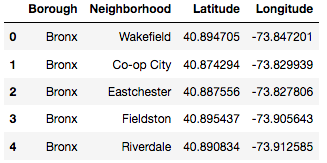 Borough Neighborhood Latitude Longitude
0 Bronx Wakefield 40.894705 -73.847201
1 Bronx Co-op City 40.874294 -73.829939
2 Bronx Eastchester 40.887556 -73.827806
3 Bronx Fieldston 40.895437 -73.905643
4 Bronx Riverdale 40.890834 -73.912585